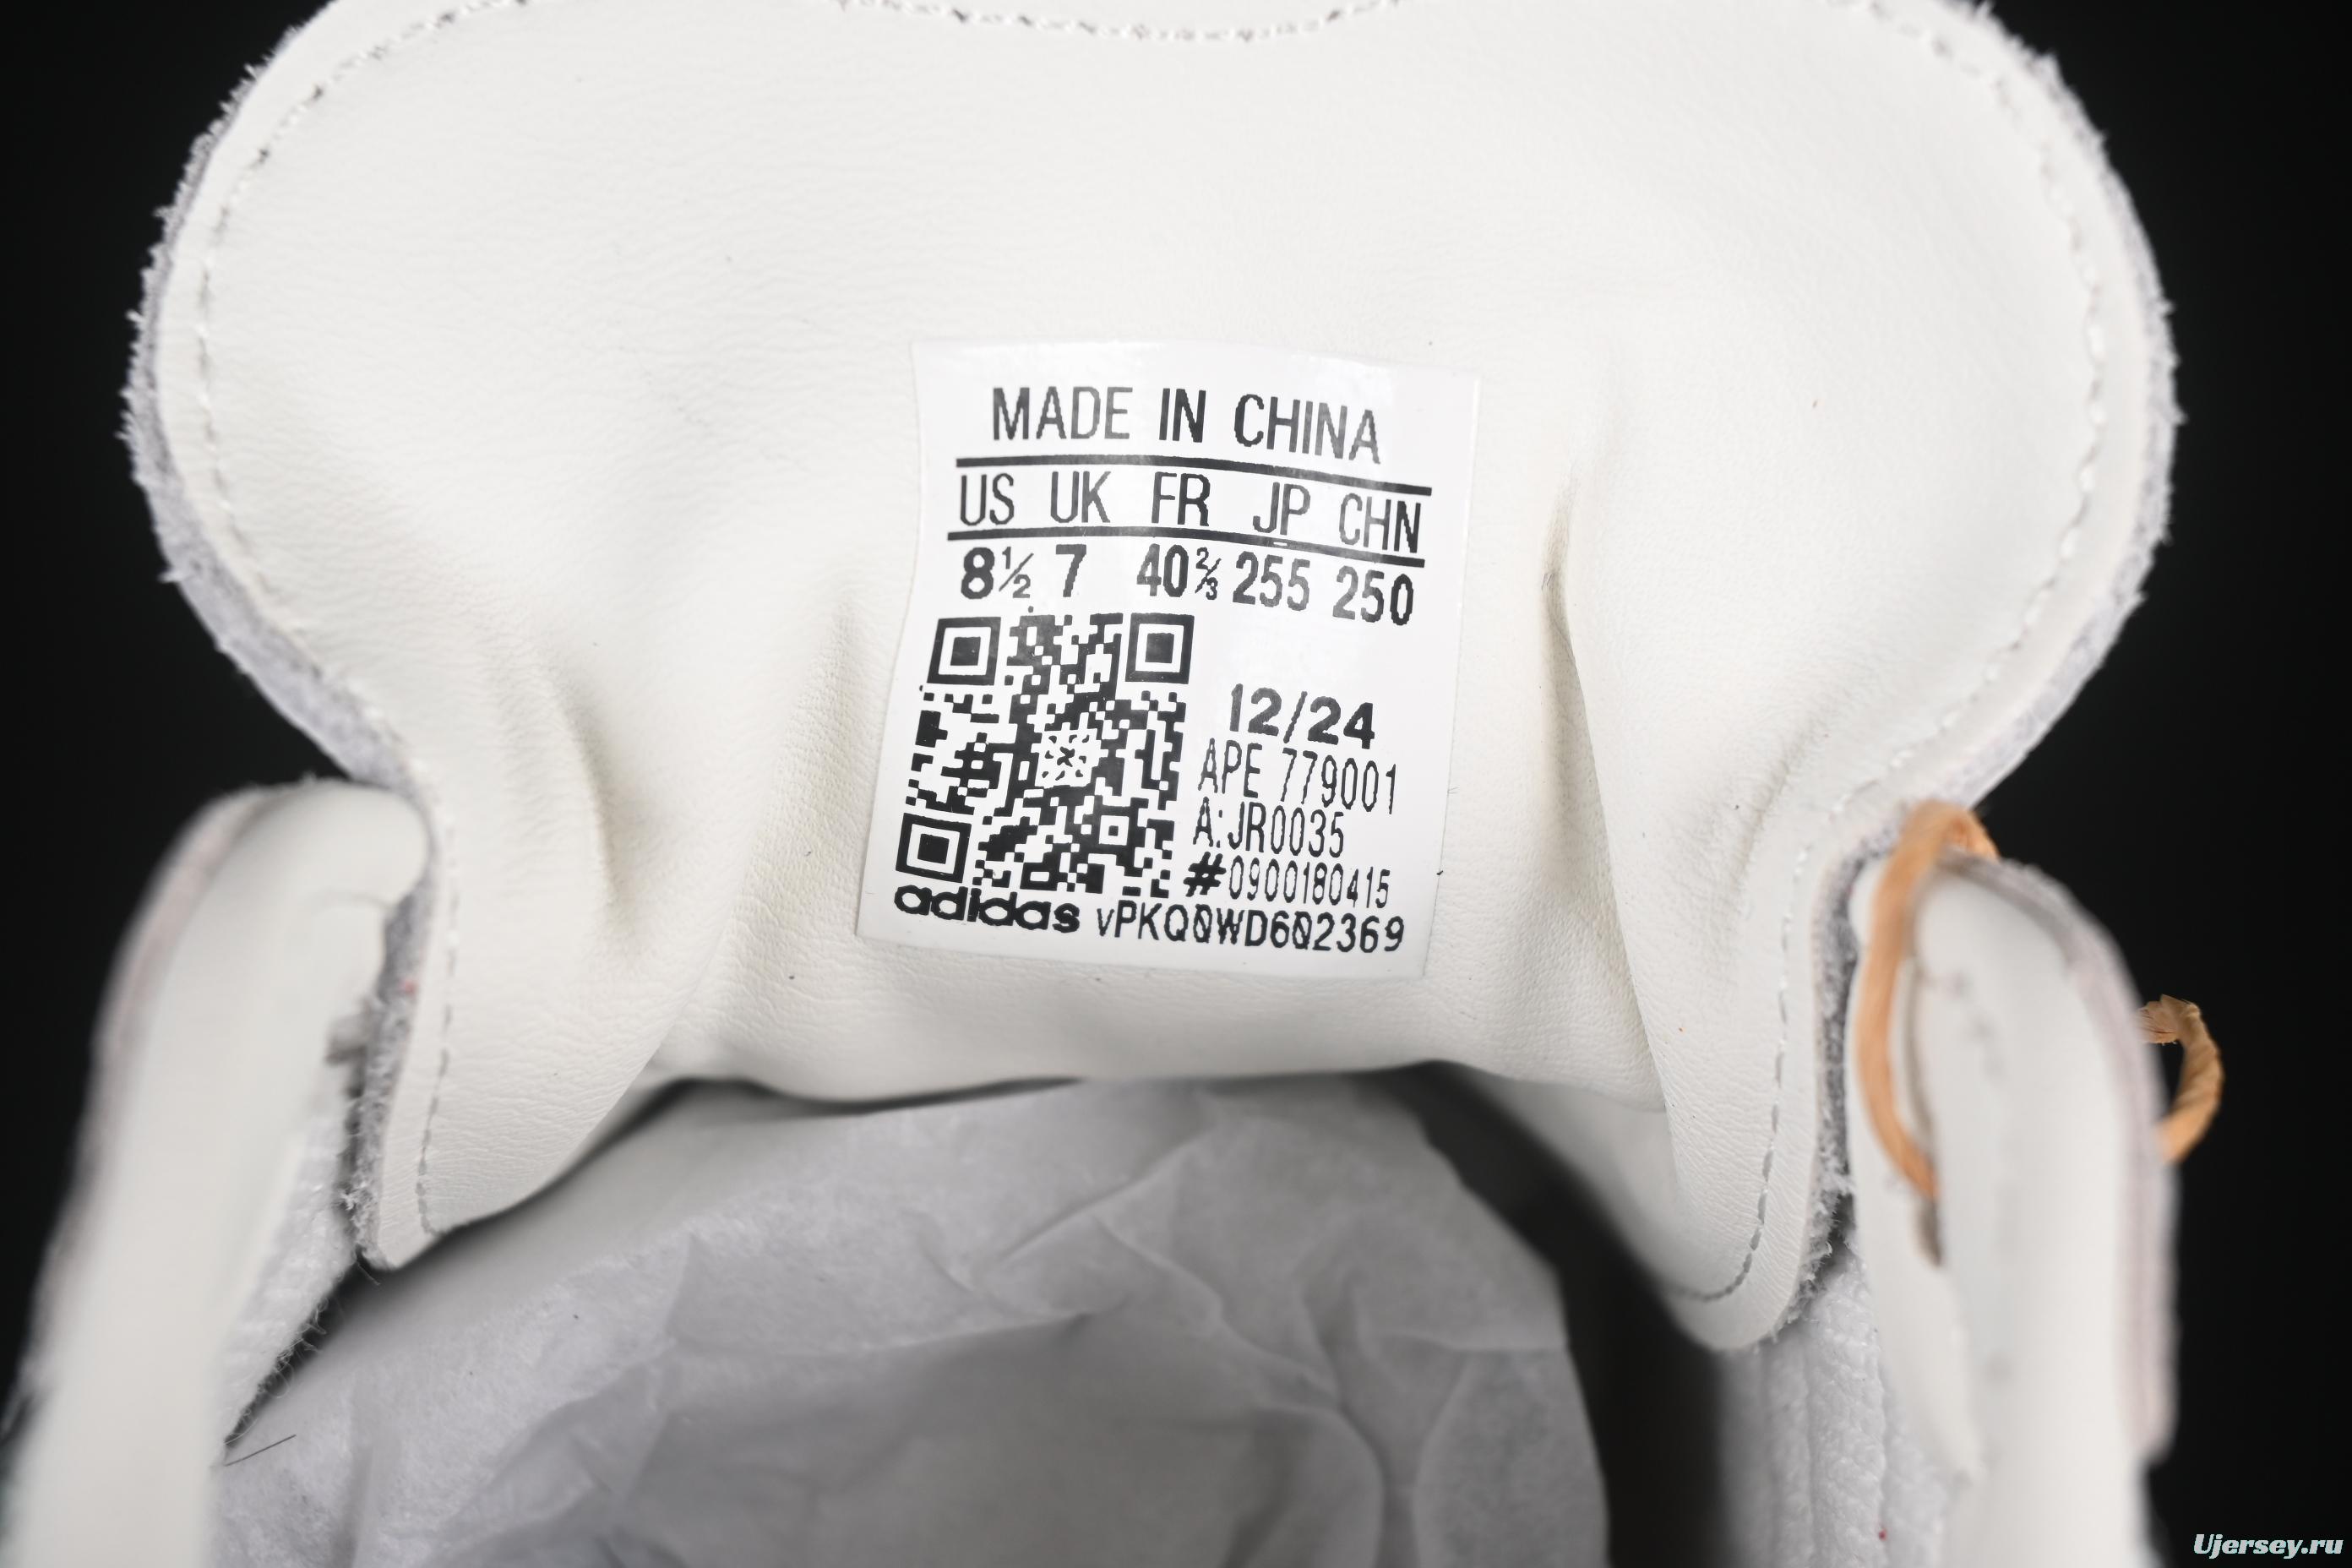 MADE IN CHINA
US UK FR JP CHN
8½ 7 40⅔ 255 250
12/24
APE 779001
A:JR0035
#0900180415
adidas vPKQ0WD602369
Ujersey.ru